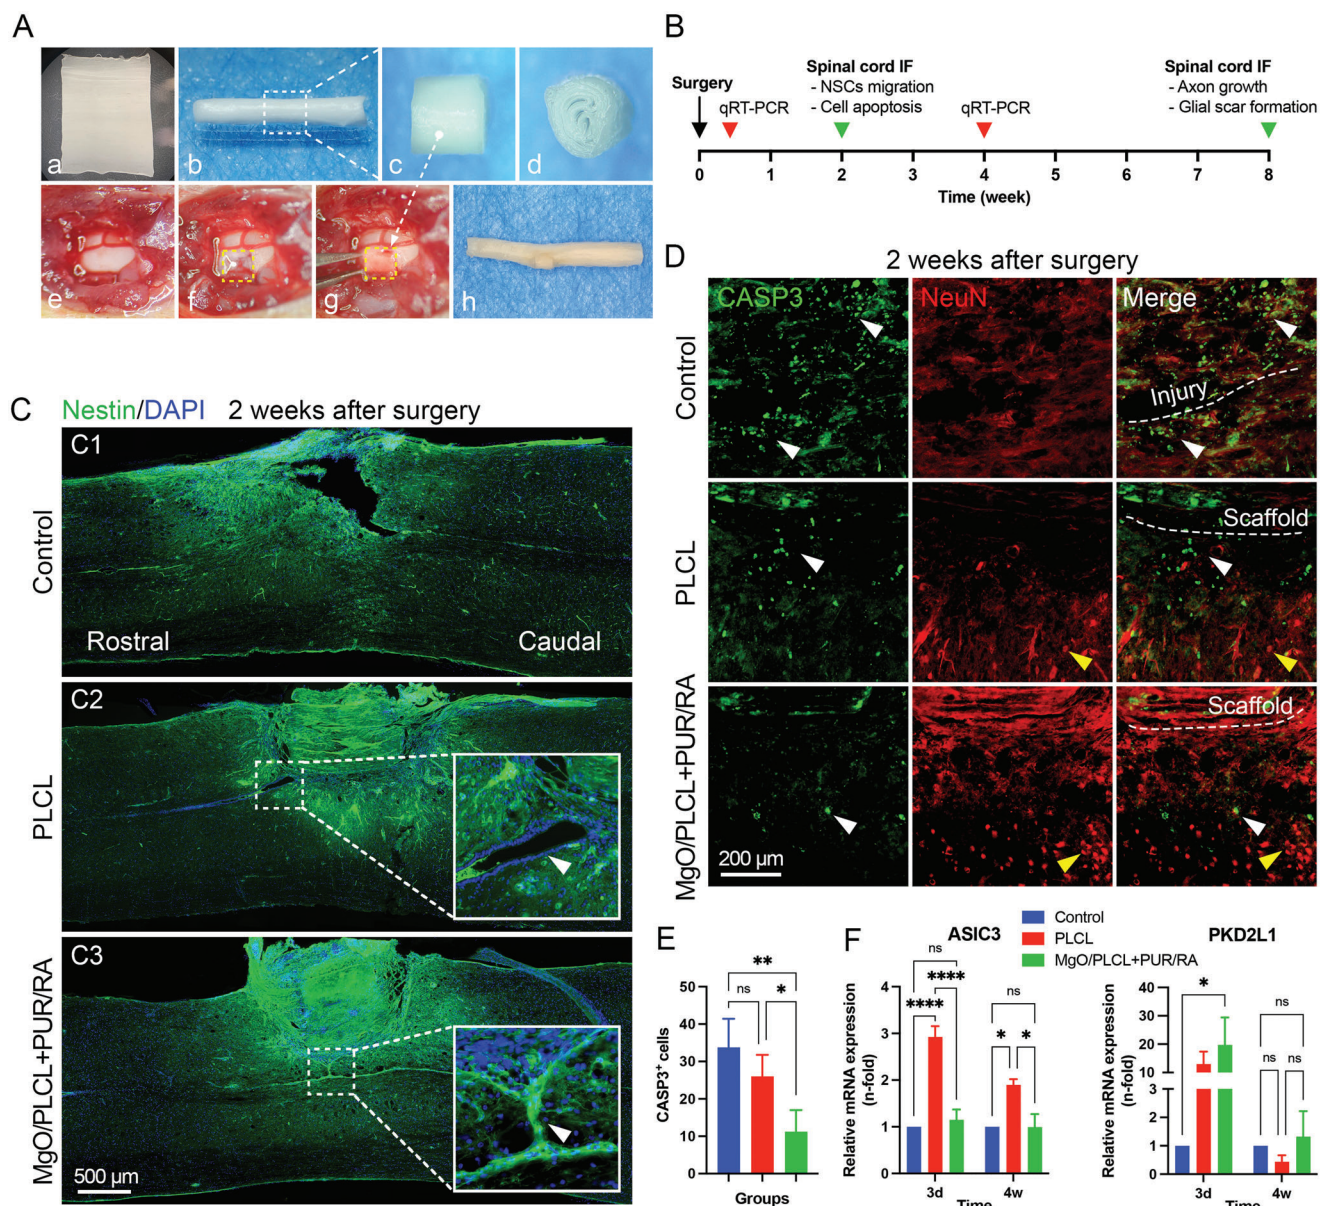 A
a
b
c
d
e
f
g
h
B
Surgery
qRT-PCR
Spinal cord IF
- NSCs migration
- Cell apoptosis
qRT-PCR
Spinal cord IF
- Axon growth
- Glial scar formation
0 1 2 3 4 5 6 7 8
Time (week)
C Nestin/DAPI 2 weeks after surgery
Control
C1
Rostral Caudal
PLCL
C2
MgO/PLCL+PUR/RA
C3
500 µm
D 2 weeks after surgery
CASP3 NeuN Merge
Control
Injury
PLCL
Scaffold
MgO/PLCL+PUR/RA
Scaffold
200 µm
E
**
ns *
CASP3⁺ cells
50
40
30
20
10
0
Groups
F
Control
PLCL
MgO/PLCL+PUR/RA
ASIC3
ns
****
****
ns
* *
Relative mRNA expression
(n-fold)
4
3
2
1
0
3d 4w
Time
PKD2L1
*
ns
ns ns
Relative mRNA expression
(n-fold)
40
30
20
10
3
2
1
0
3d 4w
Time